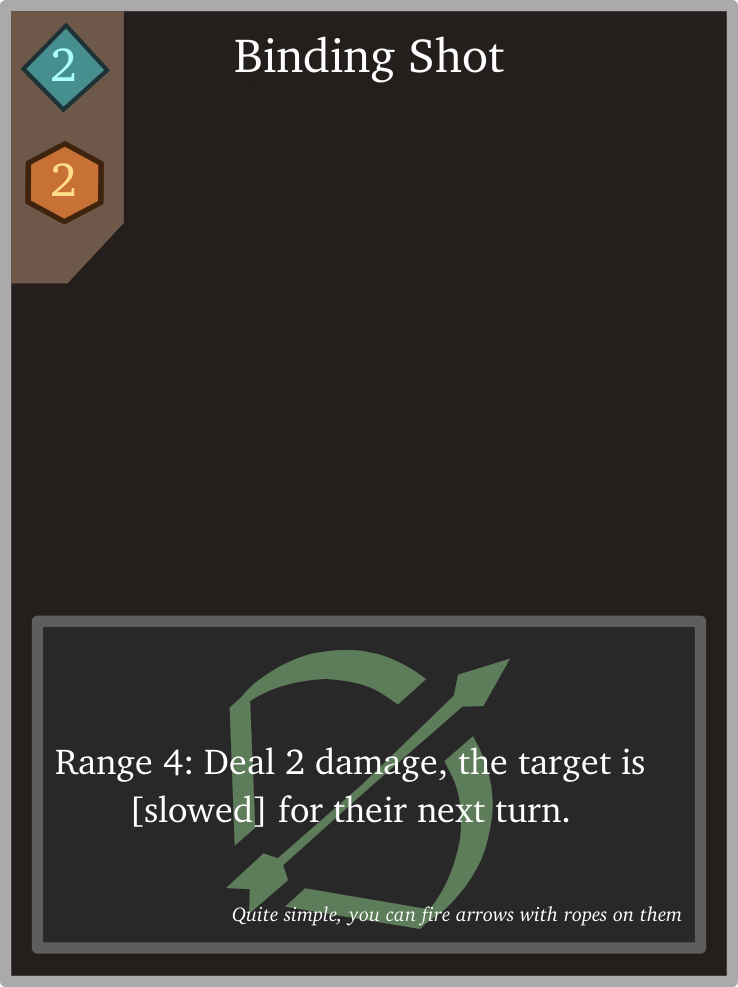 2
Binding Shot
2
Range 4: Deal 2 damage, the target is
[slowed] for their next turn.
Quite simple, you can fire arrows with ropes on them